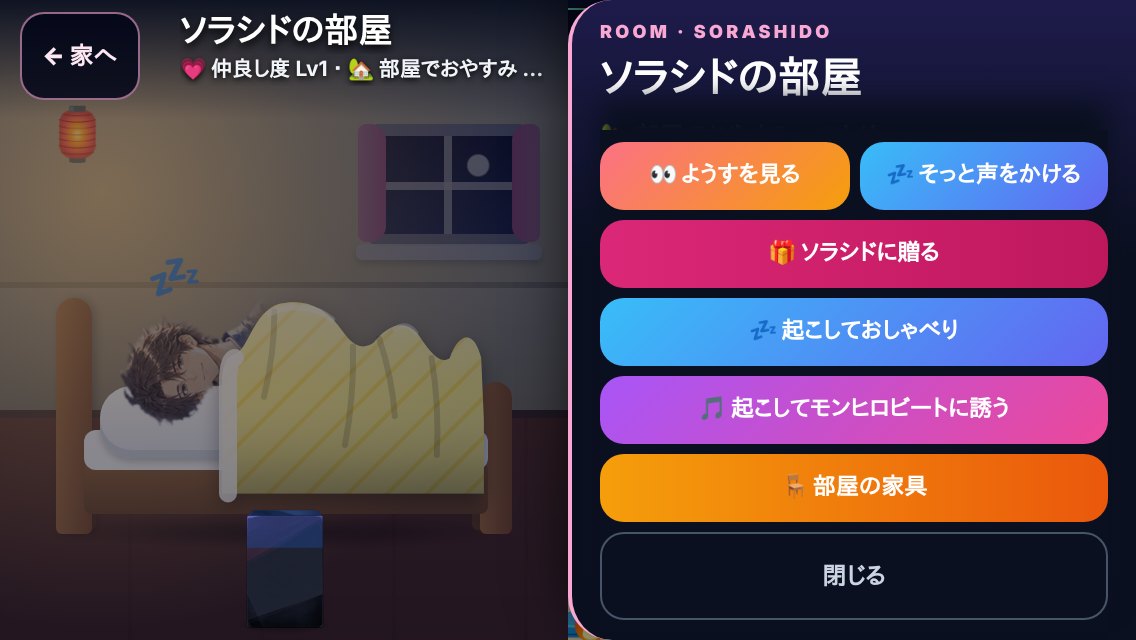 ← 家へ
ソラシドの部屋
💗 仲良し度 Lv1 · 🏡 部屋でおやすみ …
💤
ROOM · SORASHIDO
ソラシドの部屋
👀 ようすを見る
💤 そっと声をかける
🎁 ソラシドに贈る
💤 起こしておしゃべり
🎵 起こしてモンヒロビートに誘う
🪑 部屋の家具
閉じる